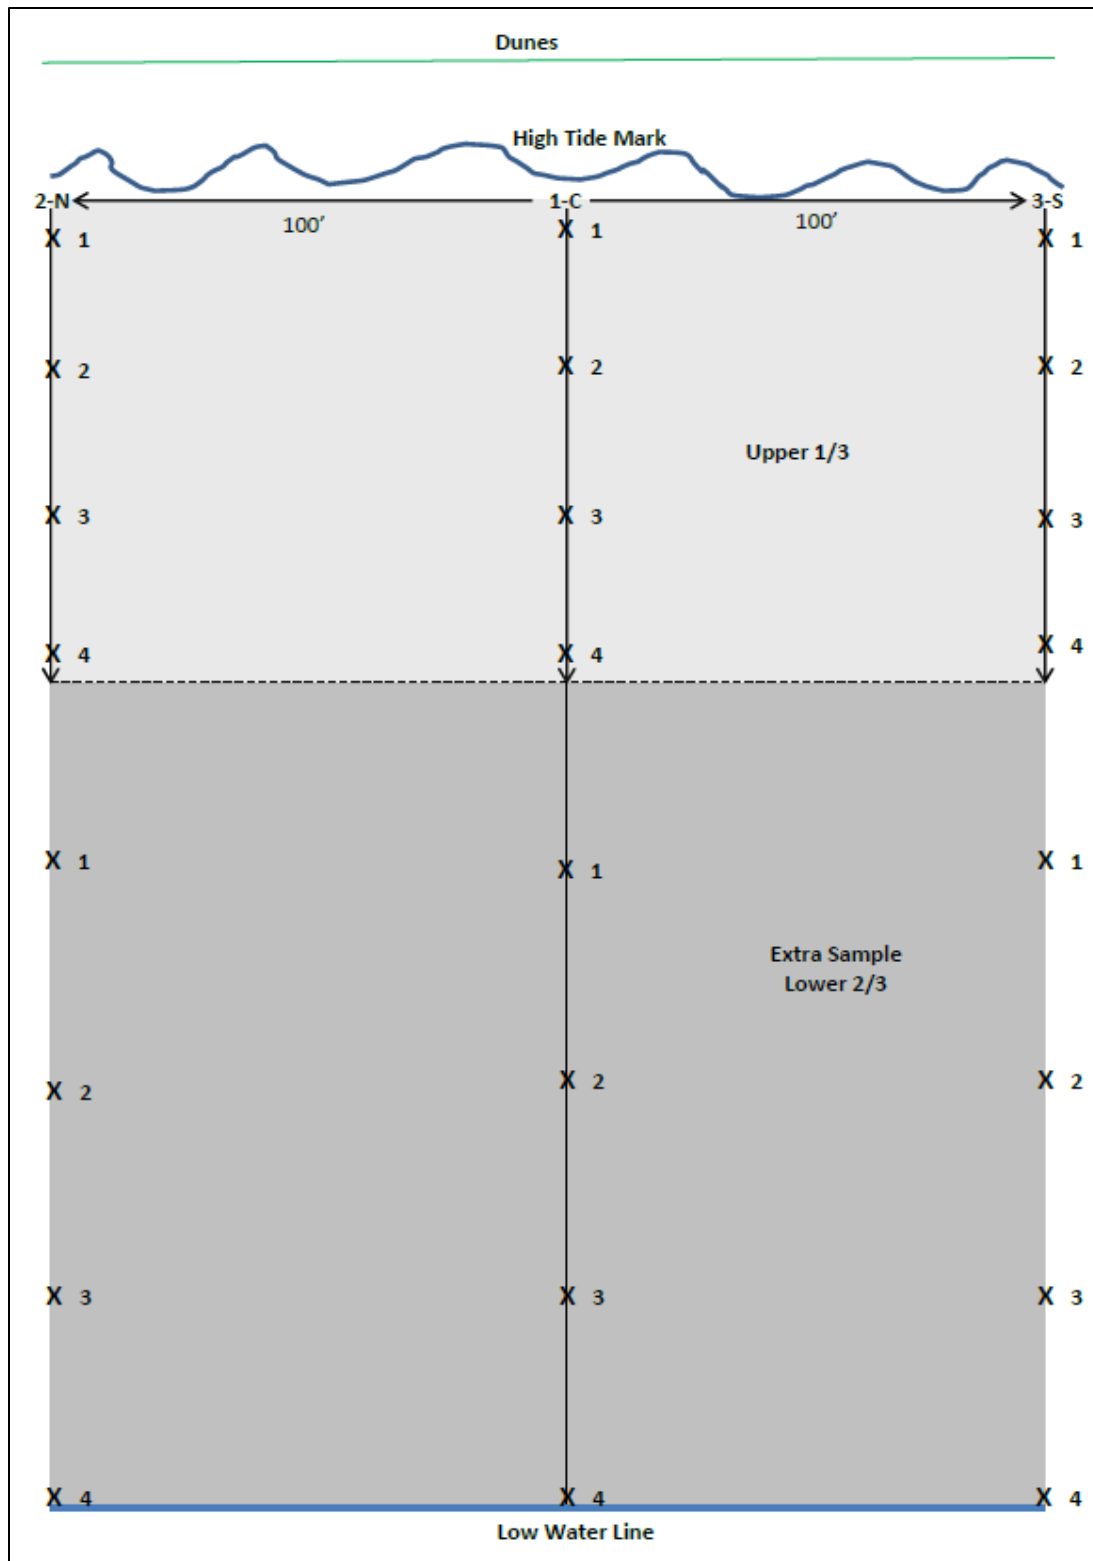 Dunes
High Tide Mark
2-N 1-C 3-S
100' 100'
X 1 X 1 X 1
X 2 X 2 X 2
Upper 1/3
X 3 X 3 X 3
X 4 X 4 X 4
X 1 X 1 X 1
Extra Sample
Lower 2/3
X 2 X 2 X 2
X 3 X 3 X 3
X 4 X 4 X 4
Low Water Line